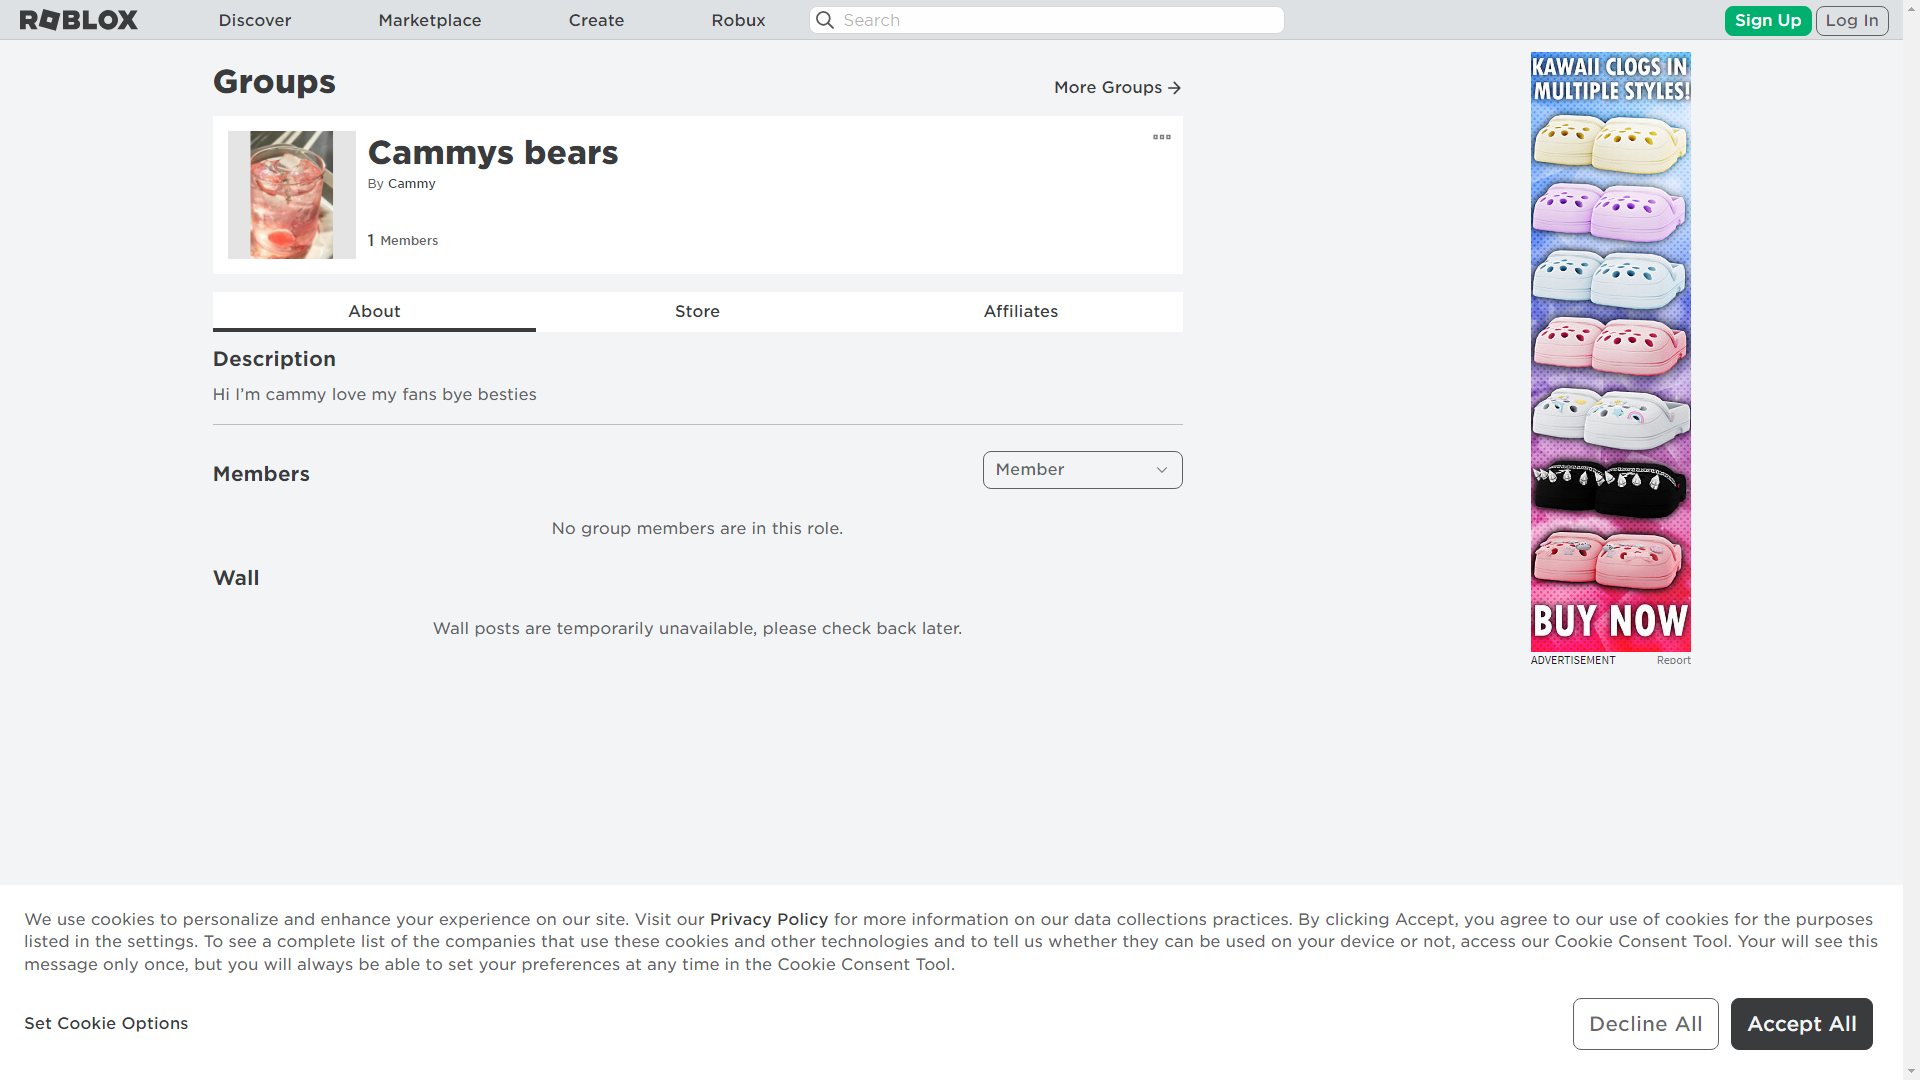 ROBLOX
Discover
Marketplace
Create
Robux
Search
Sign Up
Log In
Groups
More Groups
Cammys bears
By Cammy
1 Members
About
Store
Affiliates
Description
Hi I’m cammy love my fans bye besties
Members
Member
No group members are in this role.
Wall
Wall posts are temporarily unavailable, please check back later.
KAWAII CLOGS IN
MULTIPLE STYLES!
BUY NOW
ADVERTISEMENT
Report
We use cookies to personalize and enhance your experience on our site. Visit our Privacy Policy for more information on our data collections practices. By clicking Accept, you agree to our use of cookies for the purposes
listed in the settings. To see a complete list of the companies that use these cookies and other technologies and to tell us whether they can be used on your device or not, access our Cookie Consent Tool. Your will see this
message only once, but you will always be able to set your preferences at any time in the Cookie Consent Tool.
Set Cookie Options
Decline All
Accept All